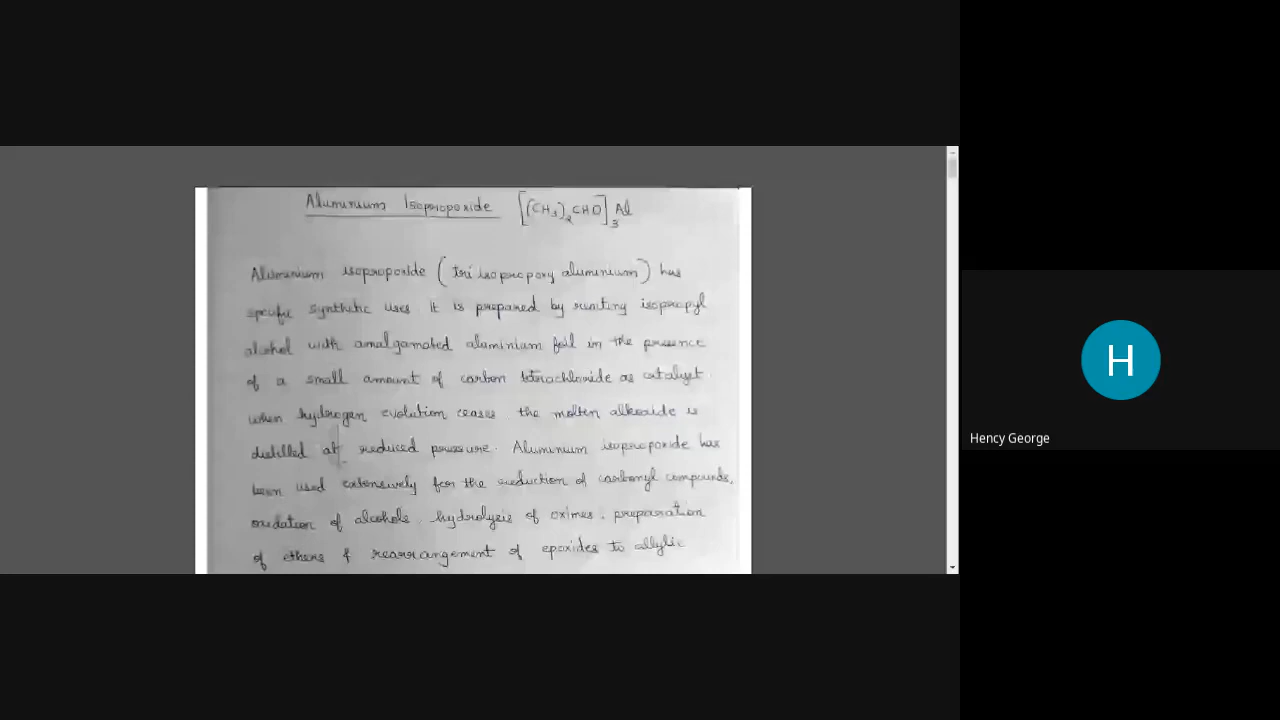 Aluminium Isopropoxide [(CH₃)₂CHO]₃Al
Aluminium isopropoxide (tri isopropoxy aluminium) has
specific synthetic uses it is prepared by reacting isopropyl
alcohol with amalgamated aluminium foil in the presence
of a small amount of carbon tetrachloride as catalyst.
when hydrogen evolution ceases the molten alkoxide is
distilled at reduced pressure. Aluminium isopropoxide has
been used extensively for the reduction of carbonyl compounds,
oxidation of alcohols, hydrolysis of oximes, preparation
of ethers & rearrangement of epoxides to allylic
H
Hency George